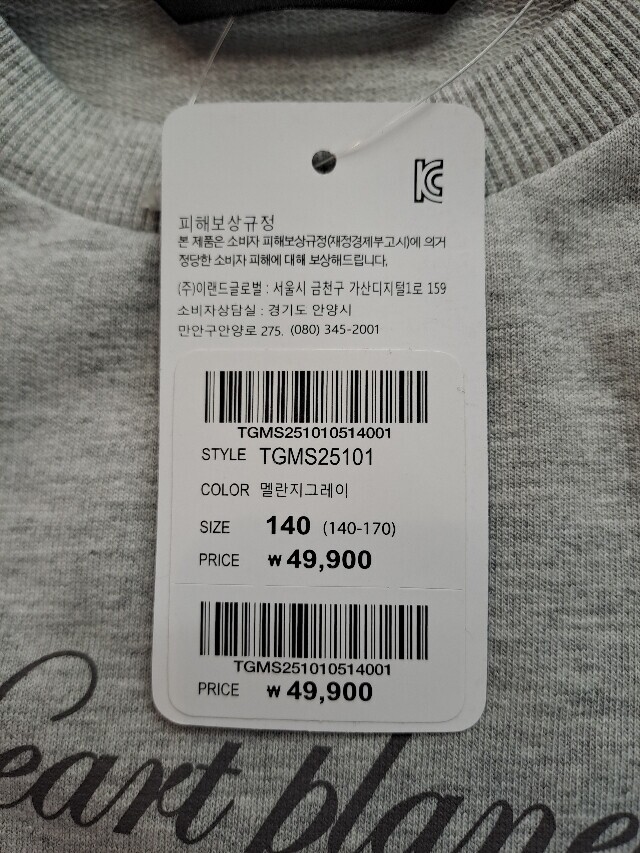 피해보상규정
본 제품은 소비자 피해보상규정(재정경제부고시)에 의거
정당한 소비자 피해에 대해 보상해드립니다.
(주)이랜드글로벌 : 서울시 금천구 가산디지털1로 159
소비자상담실 : 경기도 안양시
만안구안양로 275. (080) 345-2001
TGMS251010514001
STYLE TGMS25101
COLOR 멜란지그레이
SIZE 140 (140-170)
PRICE ₩ 49,900
TGMS251010514001
PRICE ₩ 49,900
eart plane